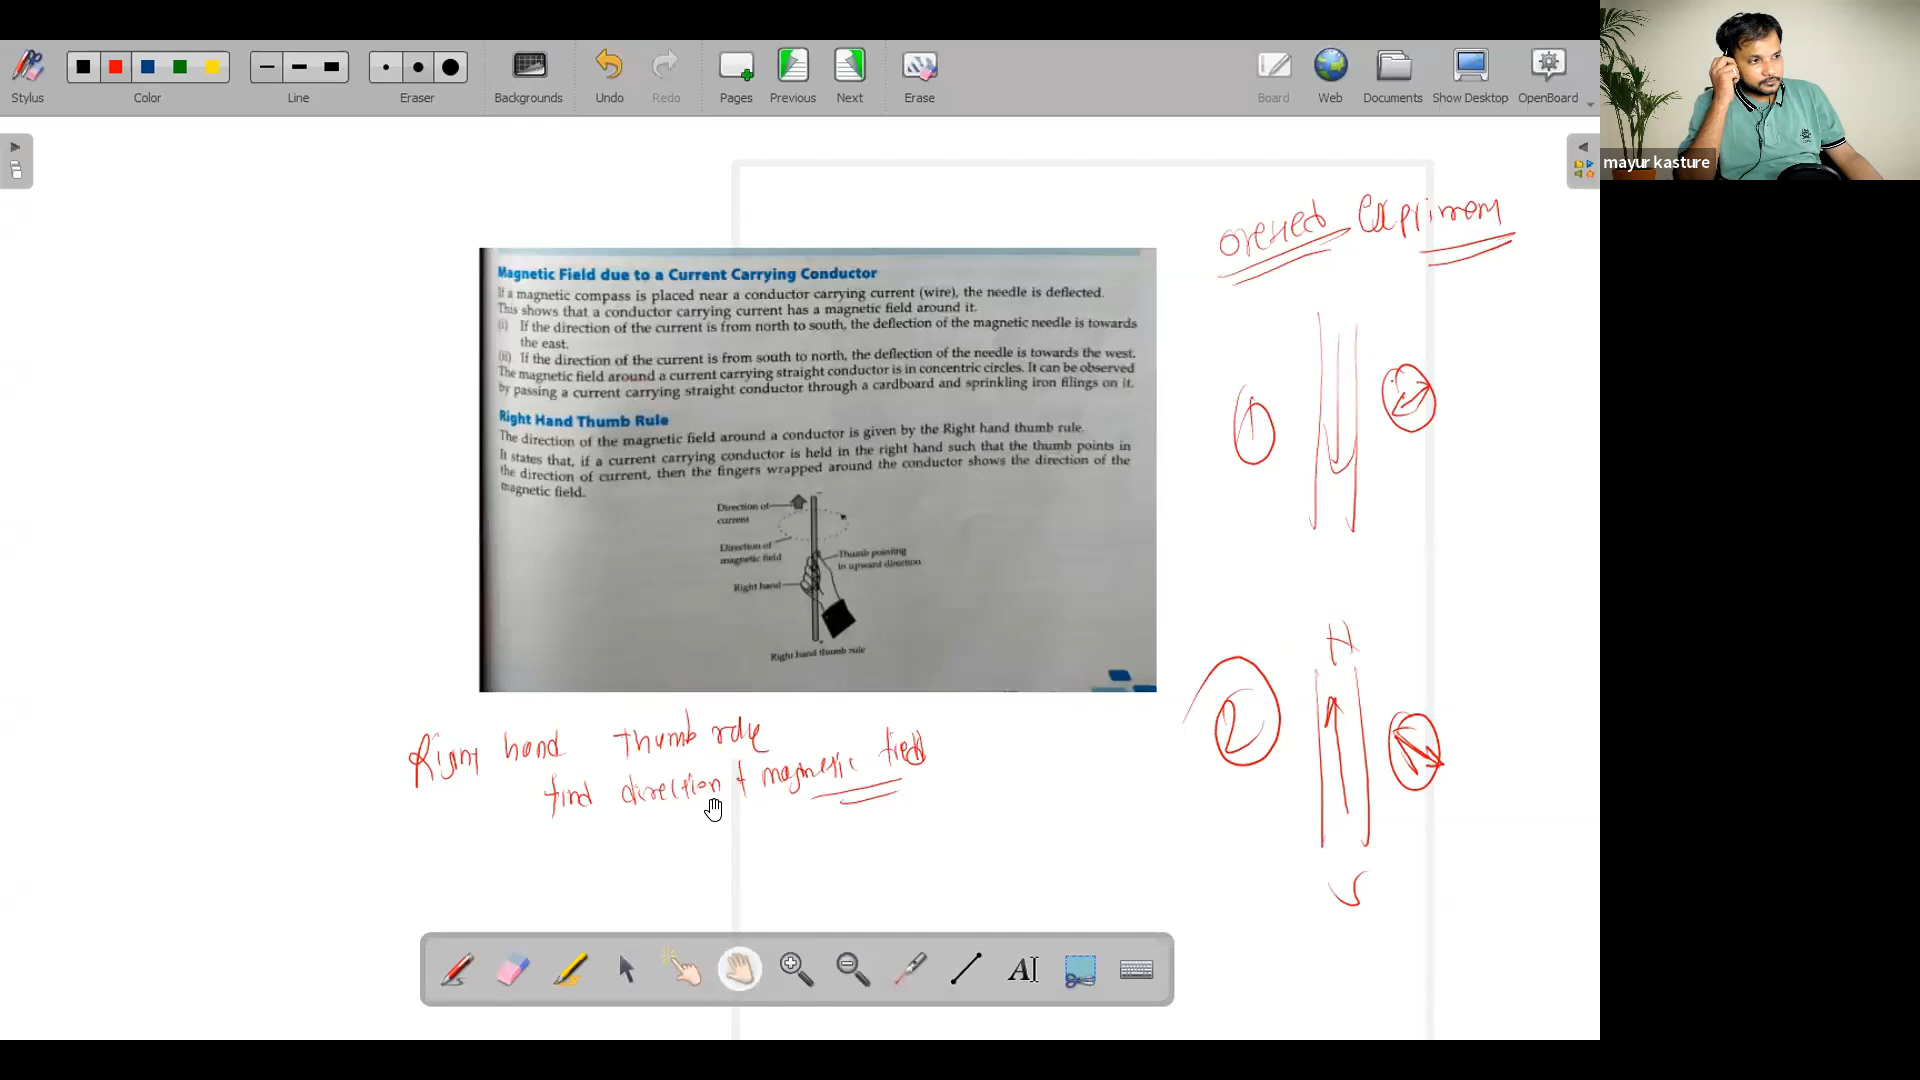 Stylus Color Line Eraser Backgrounds Undo Redo Pages Previous Next Erase Board Web Documents Show Desktop OpenBoard
mayur kasture
Magnetic Field due to a Current Carrying Conductor
If a magnetic compass is placed near a conductor carrying current (wire), the needle is deflected.
This shows that a conductor carrying current has a magnetic field around it.
(i) If the direction of the current is from north to south, the deflection of the magnetic needle is towards
the east.
(ii) If the direction of the current is from south to north, the deflection of the needle is towards the west.
The magnetic field around a current carrying straight conductor is in concentric circles. It can be observed
by passing a current carrying straight conductor through a cardboard and sprinkling iron filings on it.
Right Hand Thumb Rule
The direction of the magnetic field around a conductor is given by the Right hand thumb rule.
It states that, if a current carrying conductor is held in the right hand such that the thumb points in
the direction of current, then the fingers wrapped around the conductor shows the direction of the
magnetic field.
Direction of
current
Direction of
magnetic field
Thumb pointing
in upward direction
Right hand
Right hand thumb rule
Right hand Thumb rule
find direction of magnetic field
1
N
2
S
AI